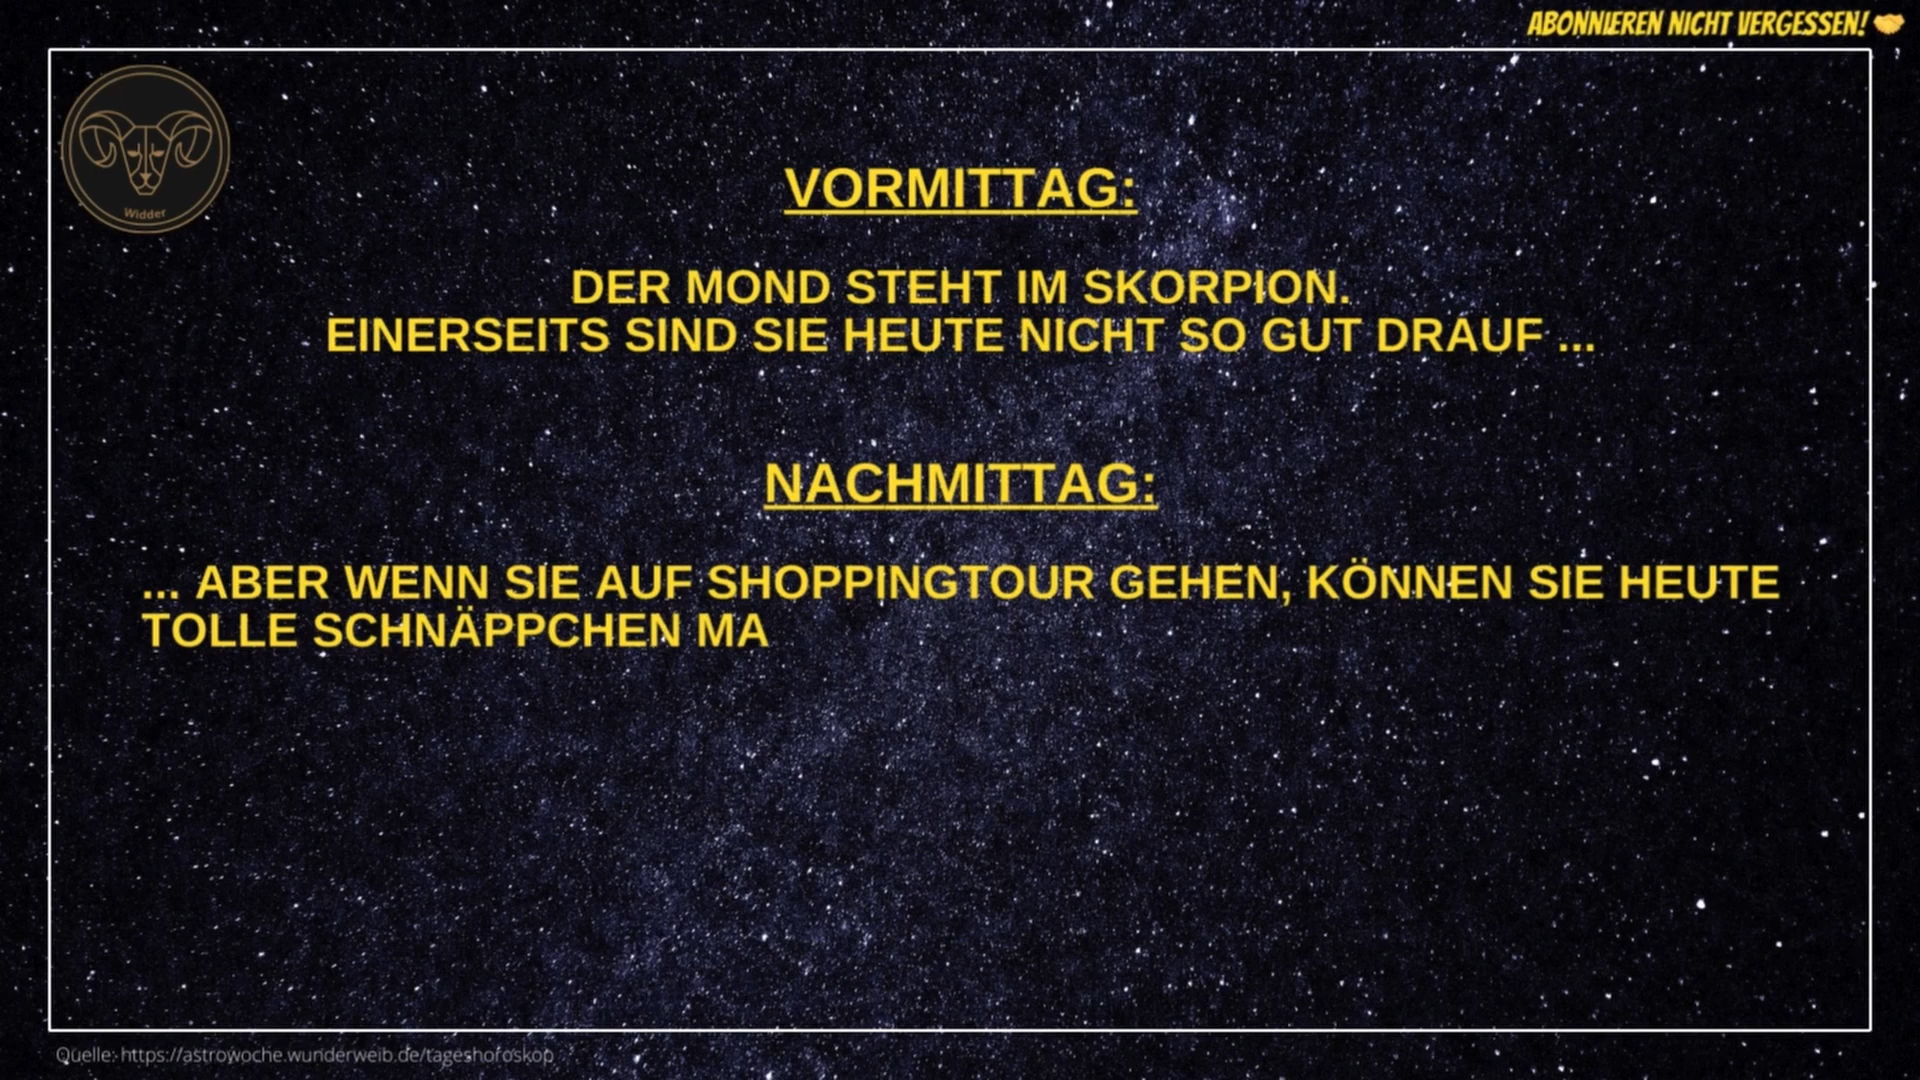 ABONNIEREN NICHT VERGESSEN!
Widder
VORMITTAG:
DER MOND STEHT IM SKORPION.
EINERSEITS SIND SIE HEUTE NICHT SO GUT DRAUF ...
NACHMITTAG:
... ABER WENN SIE AUF SHOPPINGTOUR GEHEN, KÖNNEN SIE HEUTE
TOLLE SCHNÄPPCHEN MA
Quelle: https://astrowoche.wunderweib.de/tageshoroskop